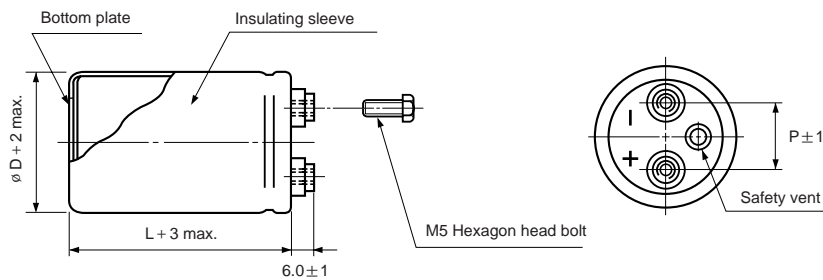 Bottom plate
Insulating sleeve
ø D + 2 max.
L + 3 max.
6.0 ± 1
M5 Hexagon head bolt
−
+
P ± 1
Safety vent